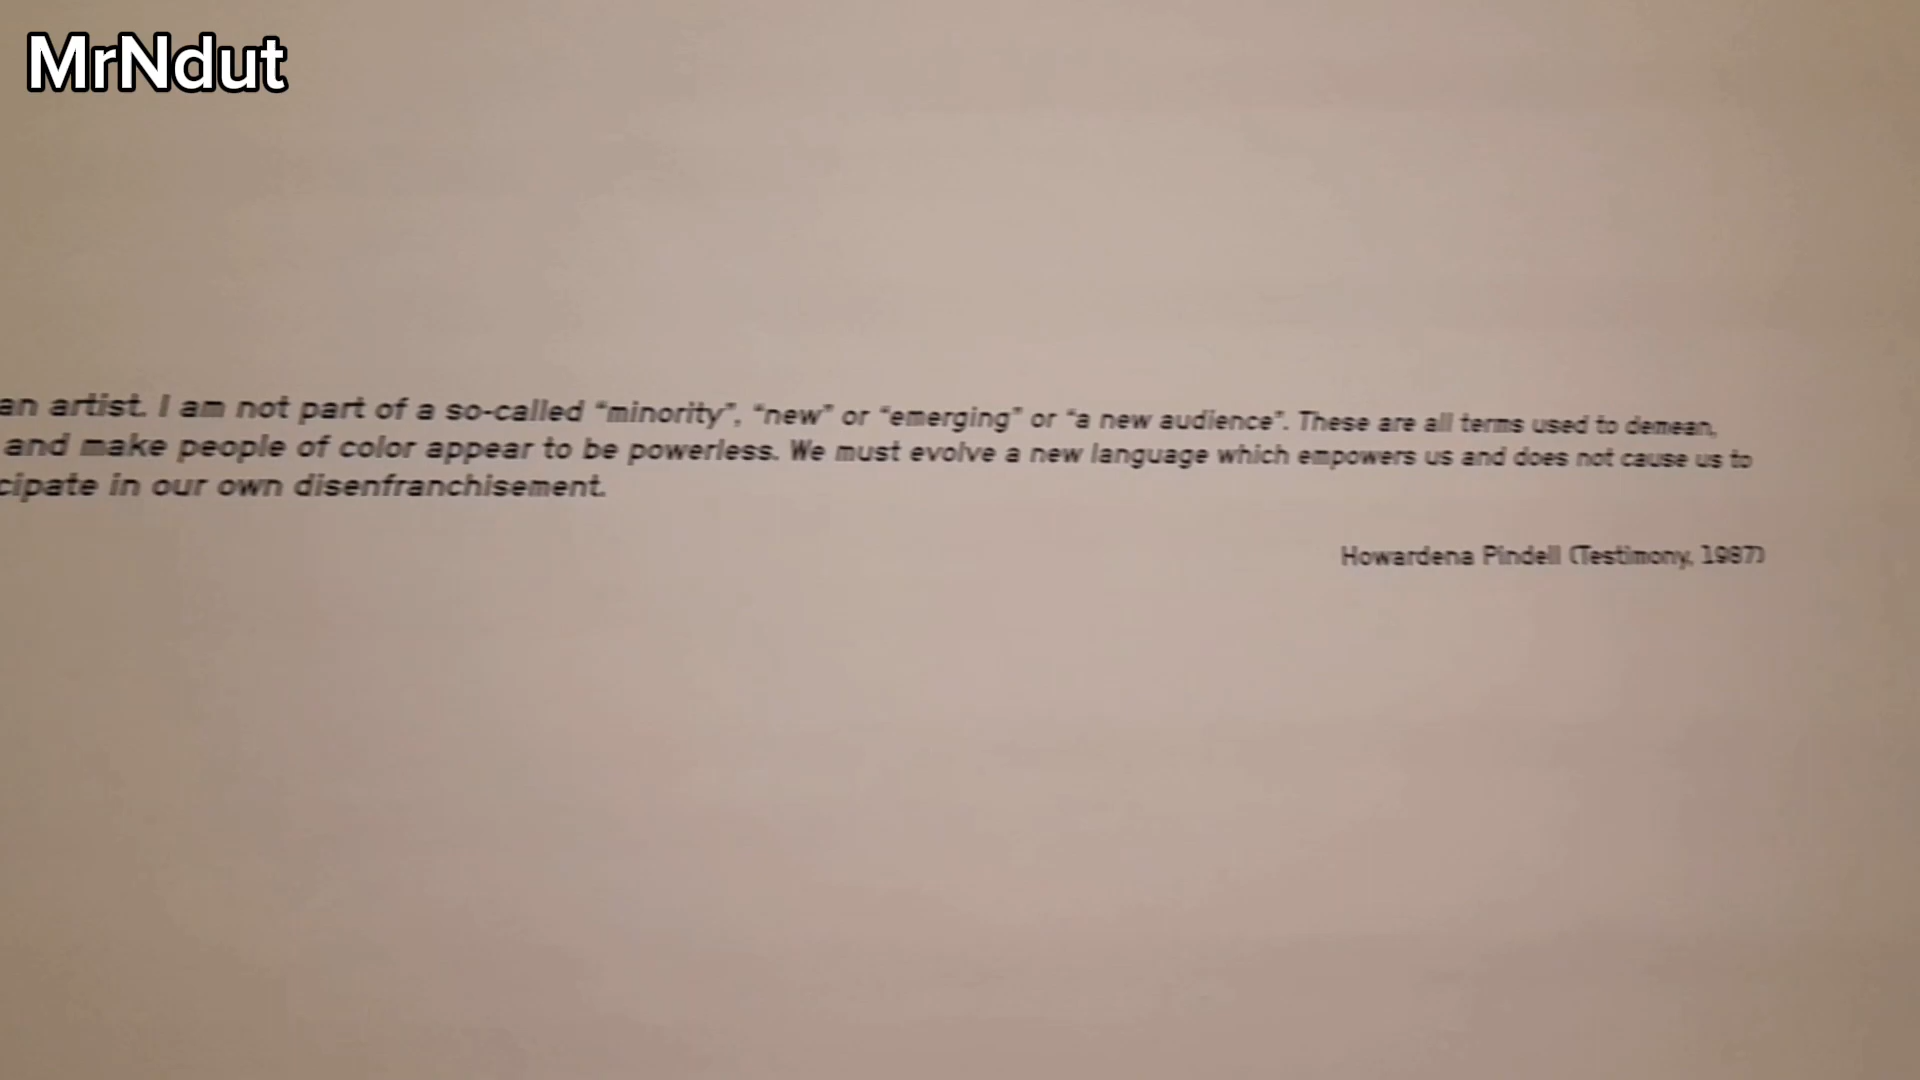 MrNdut
an artist. I am not part of a so-called “minority”, “new” or “emerging” or “a new audience”. These are all terms used to demean,
and make people of color appear to be powerless. We must evolve a new language which empowers us and does not cause us to
cipate in our own disenfranchisement.
Howardena Pindell (Testimony, 1987)